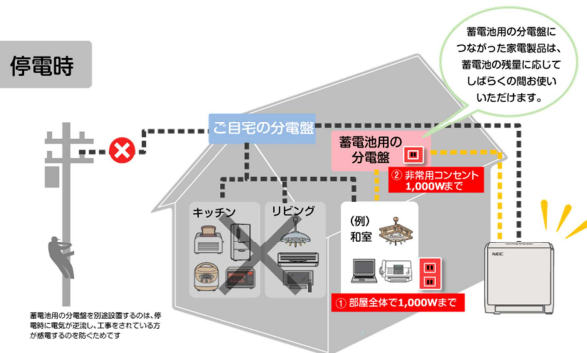 停電時
蓄電池用の分電盤に
つながった家電製品は、
蓄電池の残量に応じて
しばらくの間お使い
いただけます。
ご自宅の分電盤
蓄電池用の
分電盤
② 非常用コンセント
1,000Wまで
キッチン
リビング
(例)
和室
① 部屋全体で1,000Wまで
NEC
蓄電池用の分電盤を別途設置するのは、停
電時に電気が逆流し、工事をされている方
が感電するのを防ぐためです